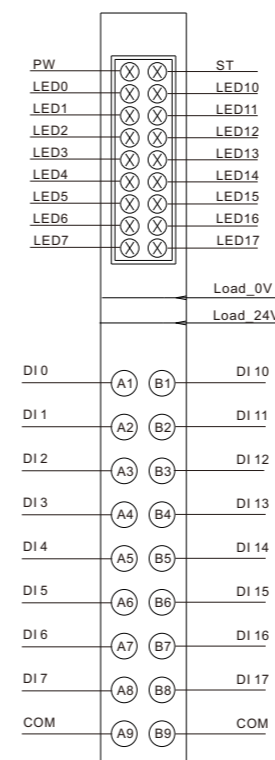 PW ST
LED0 LED10
LED1 LED11
LED2 LED12
LED3 LED13
LED4 LED14
LED5 LED15
LED6 LED16
LED7 LED17
Load_0V
Load_24V
DI 0 A1 B1 DI 10
DI 1 A2 B2 DI 11
DI 2 A3 B3 DI 12
DI 3 A4 B4 DI 13
DI 4 A5 B5 DI 14
DI 5 A6 B6 DI 15
DI 6 A7 B7 DI 16
DI 7 A8 B8 DI 17
COM A9 B9 COM